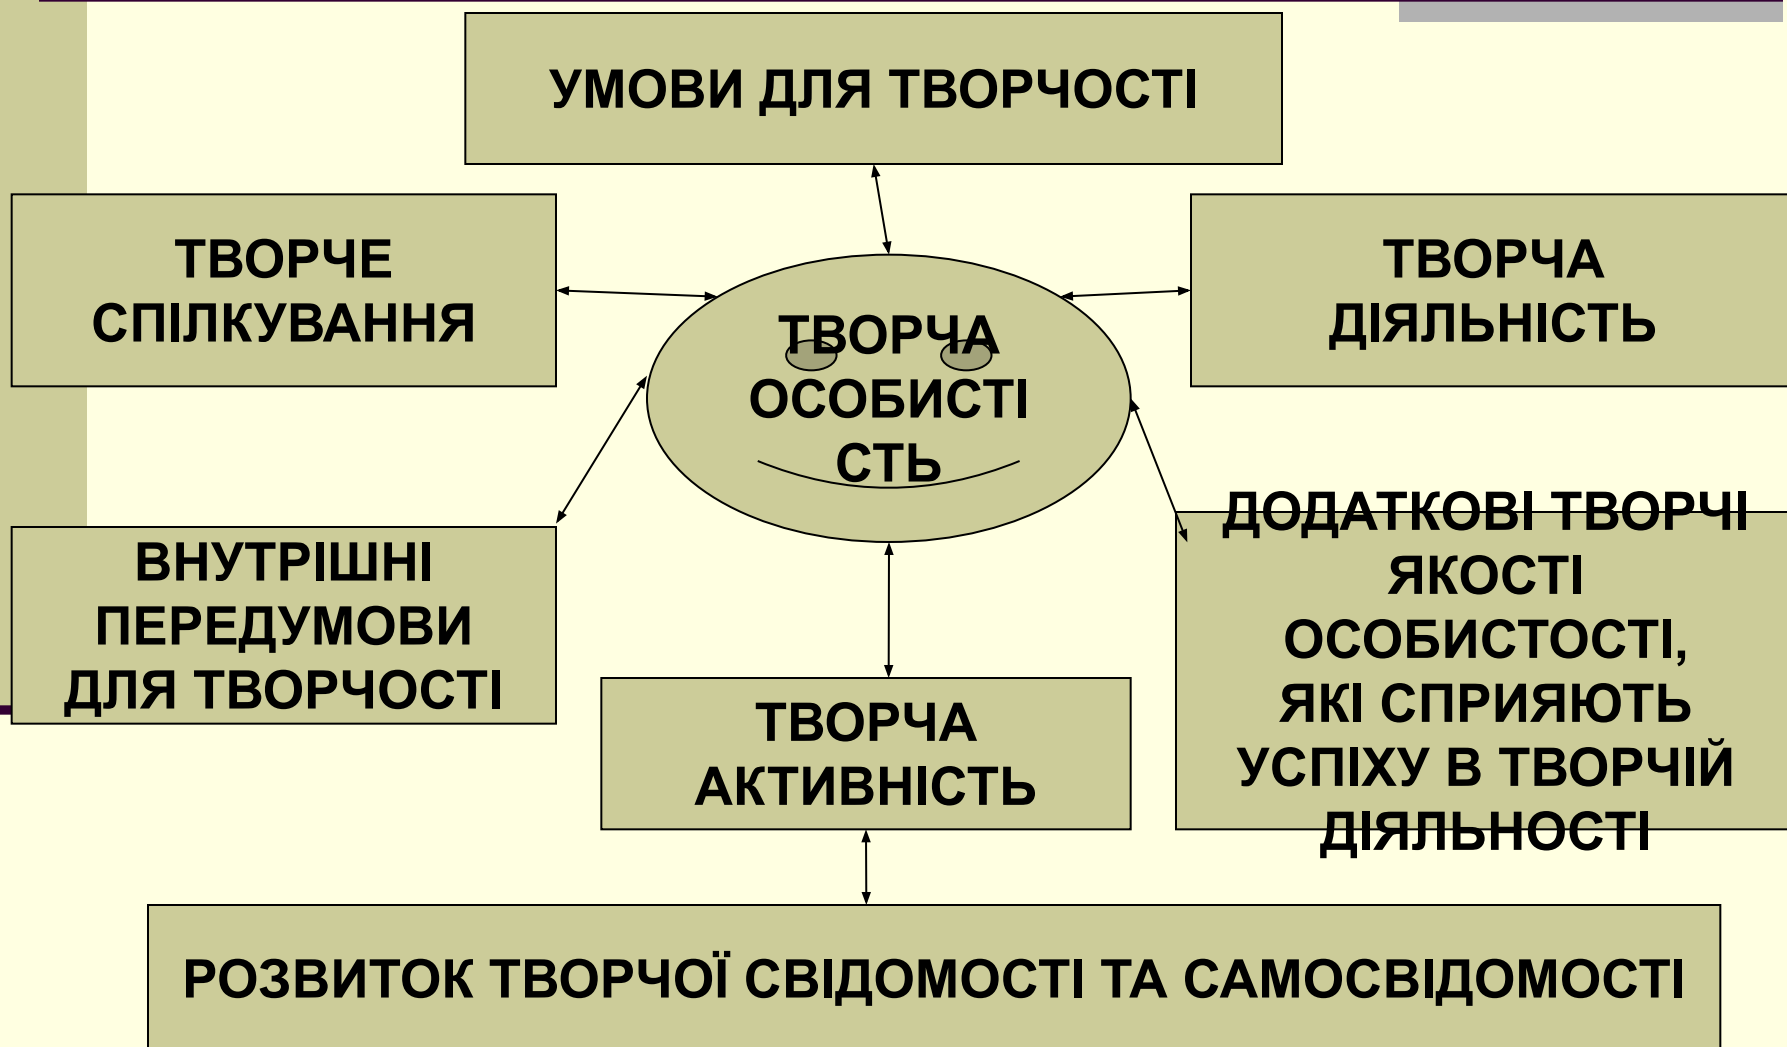 УМОВИ ДЛЯ ТВОРЧОСТІ
ТВОРЧЕ
СПІЛКУВАННЯ
ТВОРЧА
ДІЯЛЬНІСТЬ
ТВОРЧА
ОСОБИСТІ
СТЬ
ВНУТРІШНІ
ПЕРЕДУМОВИ
ДЛЯ ТВОРЧОСТІ
ДОДАТКОВІ ТВОРЧІ
ЯКОСТІ
ОСОБИСТОСТІ,
ЯКІ СПРИЯЮТЬ
УСПІХУ В ТВОРЧІЙ
ДІЯЛЬНОСТІ
ТВОРЧА
АКТИВНІСТЬ
РОЗВИТОК ТВОРЧОЇ СВІДОМОСТІ ТА САМОСВІДОМОСТІ